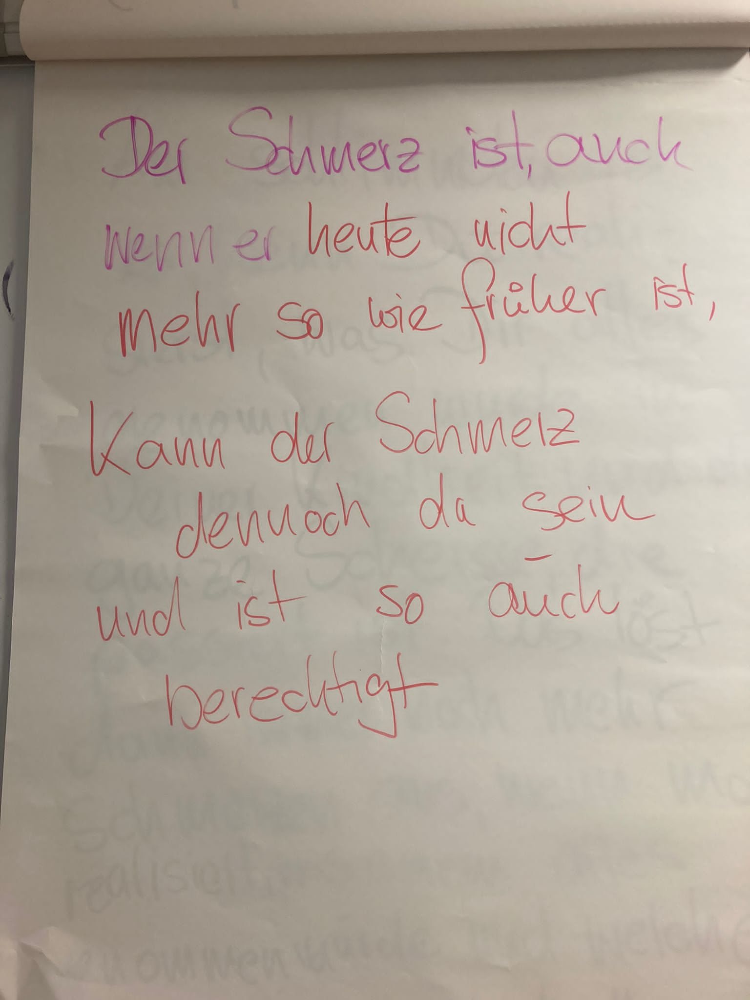 Der Schmerz ist, auch
wenn er heute nicht
mehr so wie früher ist,
Kann der Schmerz
dennoch da sein
und ist so auch
berechtigt